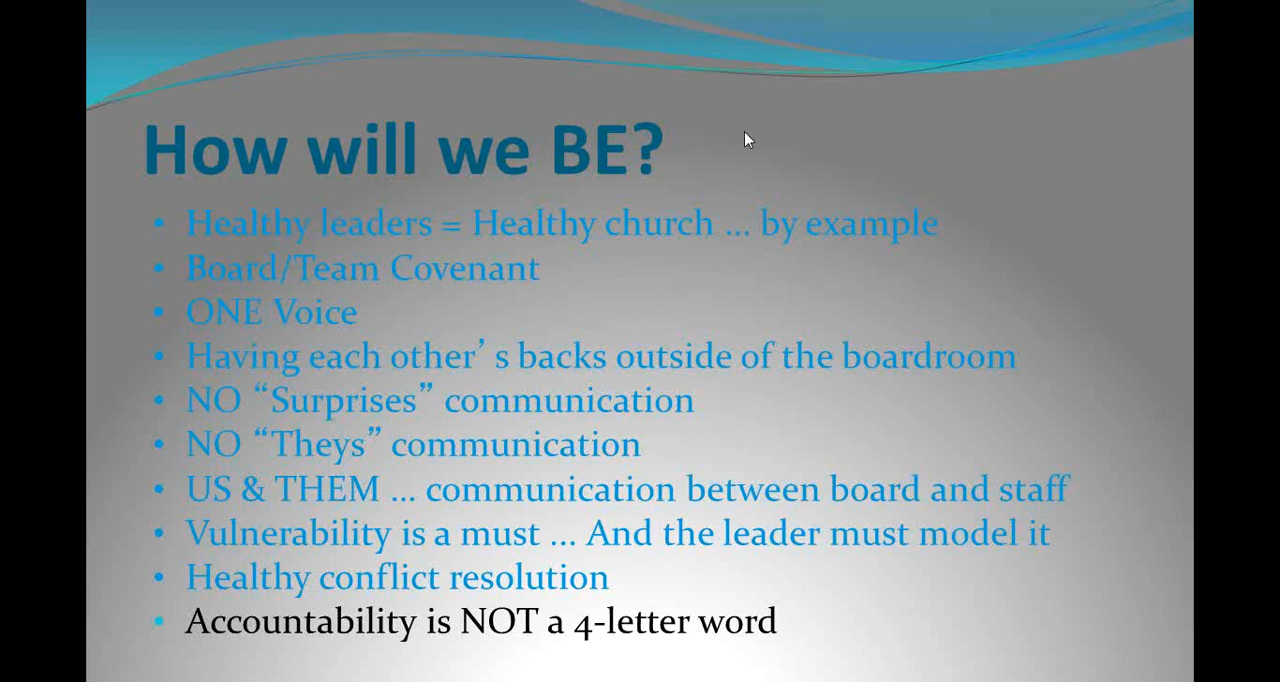 How will we BE?
• Healthy leaders = Healthy church ... by example
• Board/Team Covenant
• ONE Voice
• Having each other’ s backs outside of the boardroom
• NO “Surprises” communication
• NO “Theys” communication
• US & THEM ... communication between board and staff
• Vulnerability is a must ... And the leader must model it
• Healthy conflict resolution
• Accountability is NOT a 4-letter word